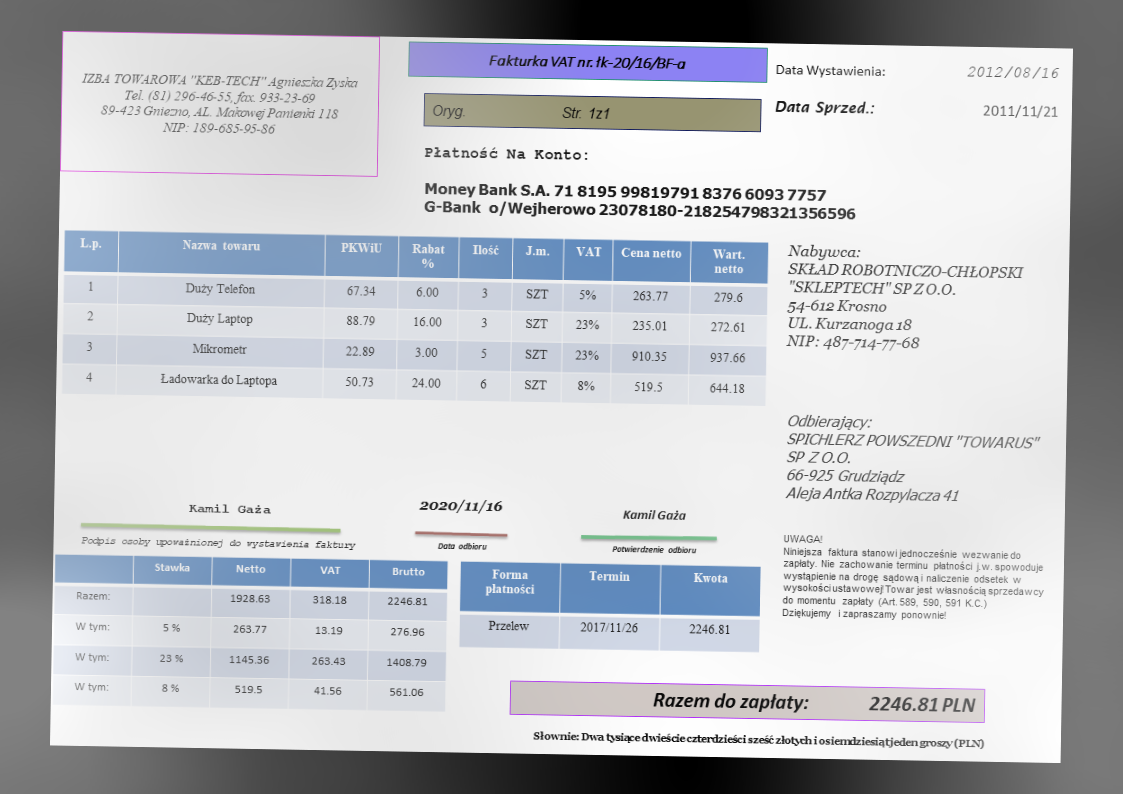 IZBA TOWAROWA "KEB-TECH" Agnieszka Zyska
Tel. (81) 296-46-55, fax. 933-23-69
89-423 Gniezno, AL. Makowej Panienki 118
NIP: 189-685-95-86
Fakturka VAT nr. łk-20/16/BF-a
Oryg. Str. 1z1
Data Wystawienia: 2012/08/16
Data Sprzed.: 2011/11/21
Płatność Na Konto:
Money Bank S.A. 71 8195 99819791 8376 6093 7757
G-Bank o/Wejherowo 23078180-218254798321356596
L.p. Nazwa towaru PKWiU Rabat % Ilość J.m. VAT Cena netto Wart. netto
1 Duży Telefon 67.34 6.00 3 SZT 5% 263.77 279.6
2 Duży Laptop 88.79 16.00 3 SZT 23% 235.01 272.61
3 Mikrometr 22.89 3.00 5 SZT 23% 910.35 937.66
4 Ładowarka do Laptopa 50.73 24.00 6 SZT 8% 519.5 644.18
Nabywca:
SKŁAD ROBOTNICZO-CHŁOPSKI
"SKLEPTECH" SP Z O.O.
54-612 Krosno
UL. Kurzanoga 18
NIP: 487-714-77-68
Odbierający:
SPICHLERZ POWSZEDNI "TOWARUS"
SP Z O.O.
66-925 Grudziądz
Aleja Antka Rozpylacza 41
Kamil Gaża
Podpis osoby upoważnionej do wystawienia faktury
2020/11/16
Data odbioru
Kamil Gaża
Potwierdzenie odbioru
UWAGA!
Niniejsza faktura stanowi jednocześnie wezwanie do
zapłaty. Nie zachowanie terminu płatności j.w. spowoduje
wystąpienie na drogę sądową i naliczenie odsetek w
wysokości ustawowej! Towar jest własnością sprzedawcy
do momentu zapłaty (Art. 589, 590, 591 K.C.)
Dziękujemy i zapraszamy ponownie!
Stawka Netto VAT Brutto
Razem: 1928.63 318.18 2246.81
W tym: 5 % 263.77 13.19 276.96
W tym: 23 % 1145.36 263.43 1408.79
W tym: 8 % 519.5 41.56 561.06
Forma płatności Termin Kwota
Przelew 2017/11/26 2246.81
Razem do zapłaty: 2246.81 PLN
Słownie: Dwa tysiące dwieście czterdzieści sześć złotych i osiemdziesiąt jeden groszy (PLN)